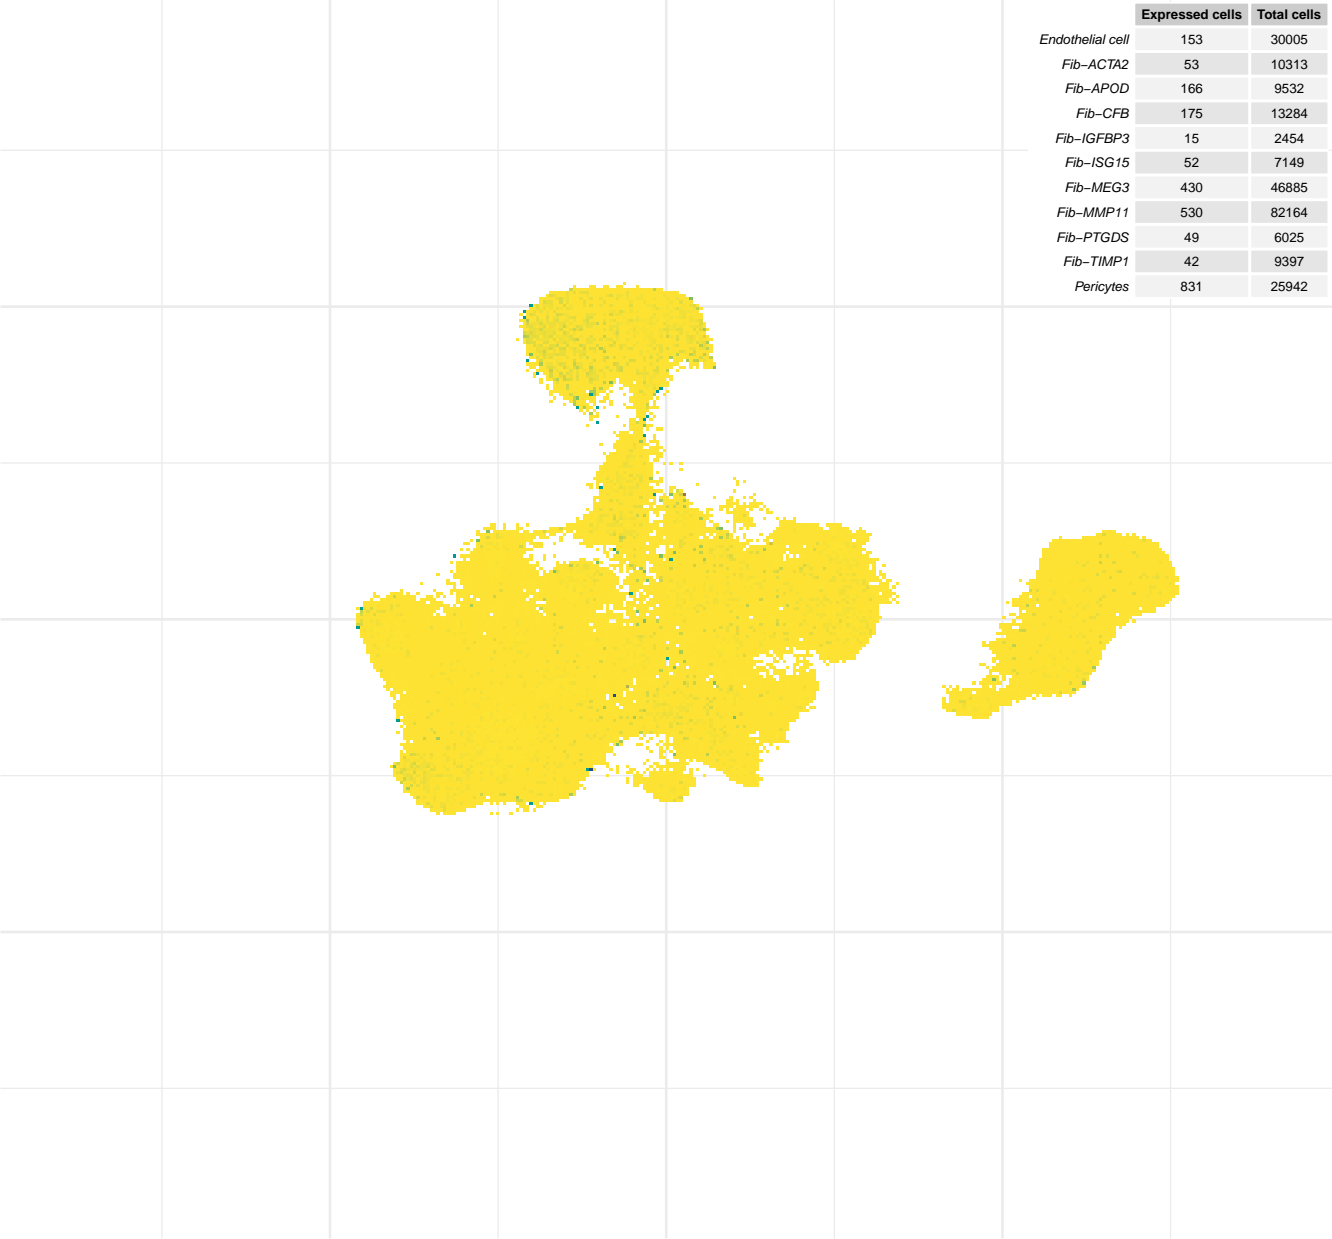 Expressed cells Total cells
Endothelial cell 153 30005
Fib−ACTA2 53 10313
Fib−APOD 166 9532
Fib−CFB 175 13284
Fib−IGFBP3 15 2454
Fib−ISG15 52 7149
Fib−MEG3 430 46885
Fib−MMP11 530 82164
Fib−PTGDS 49 6025
Fib−TIMP1 42 9397
Pericytes 831 25942